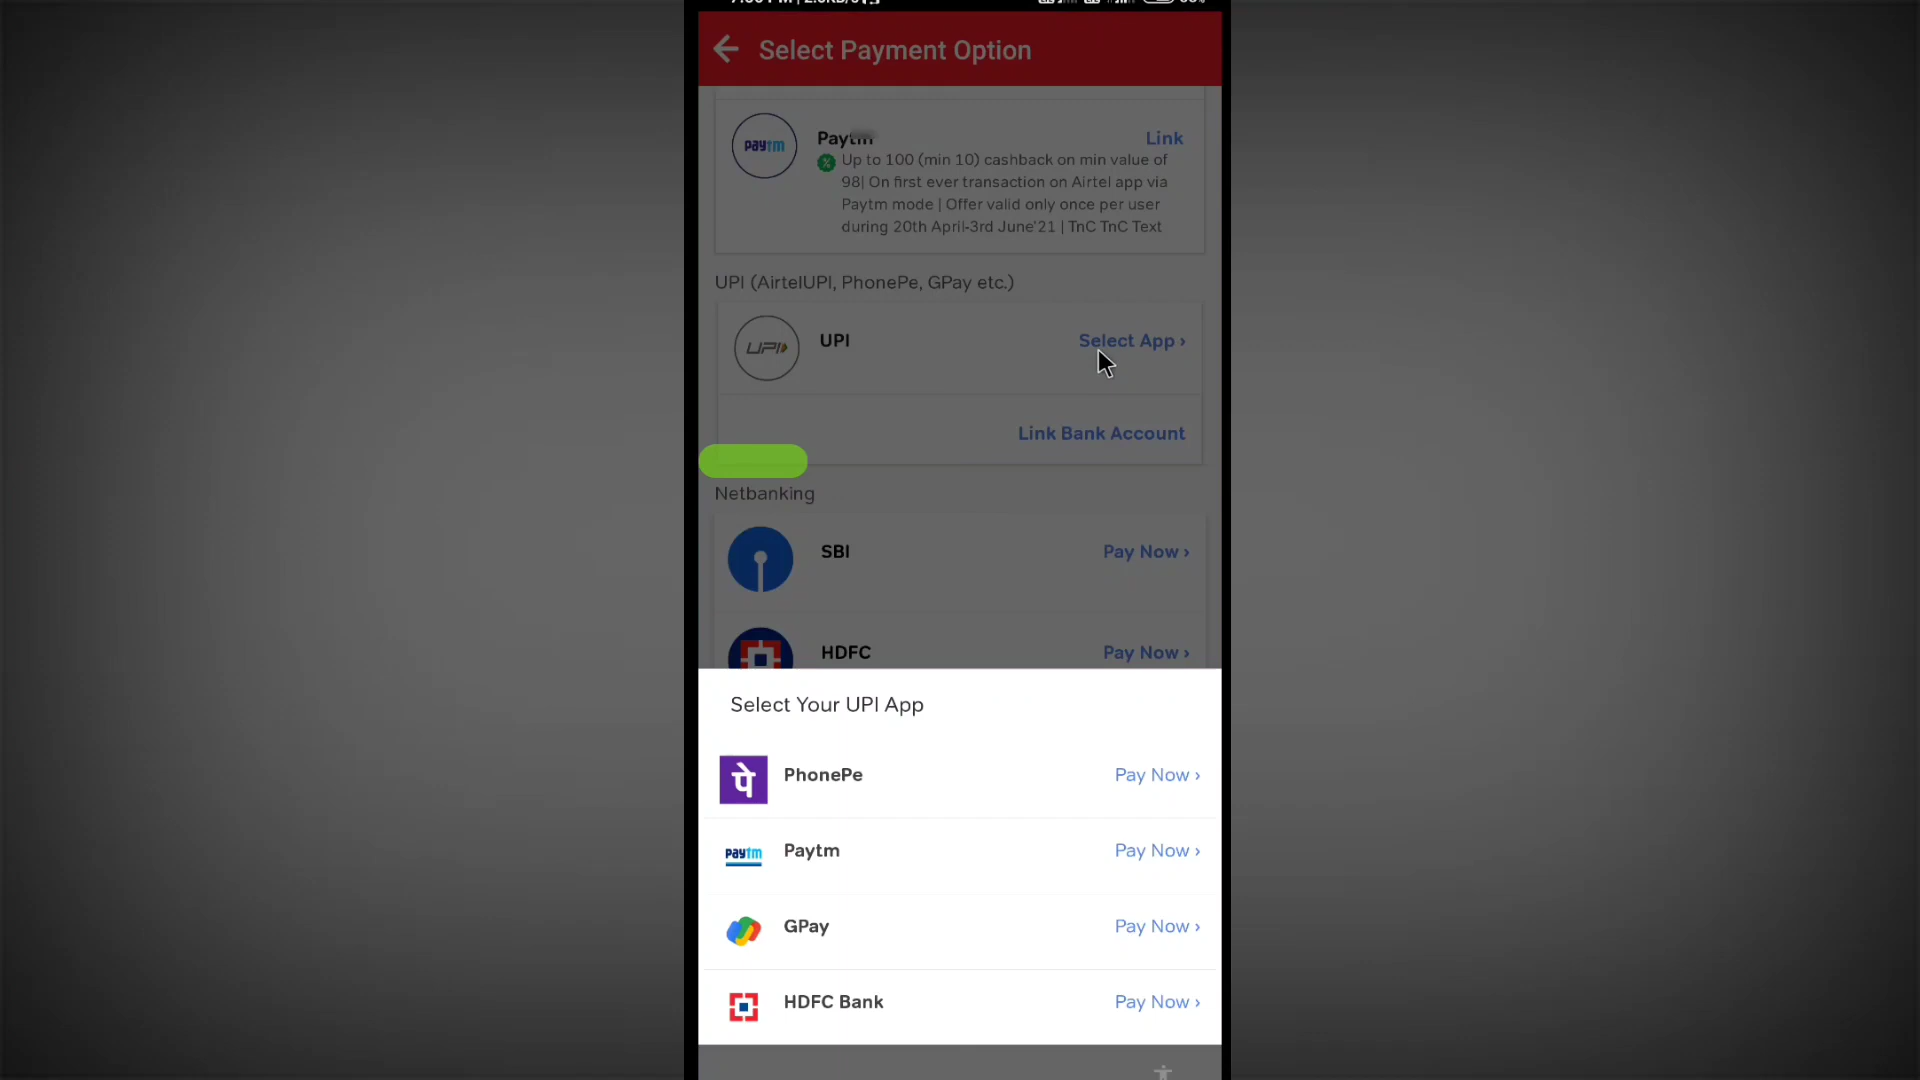 Select Payment Option
Paytm
Paytm
Link
Up to 100 (min 10) cashback on min value of
98| On first ever transaction on Airtel app via
Paytm mode | Offer valid only once per user
during 20th April-3rd June'21 | TnC TnC Text
UPI (AirtelUPI, PhonePe, GPay etc.)
UPI
UPI
Select App ›
Link Bank Account
Netbanking
SBI
Pay Now ›
HDFC
Pay Now ›
Select Your UPI App
पे
PhonePe
Pay Now ›
Paytm
Paytm
Pay Now ›
GPay
Pay Now ›
HDFC Bank
Pay Now ›